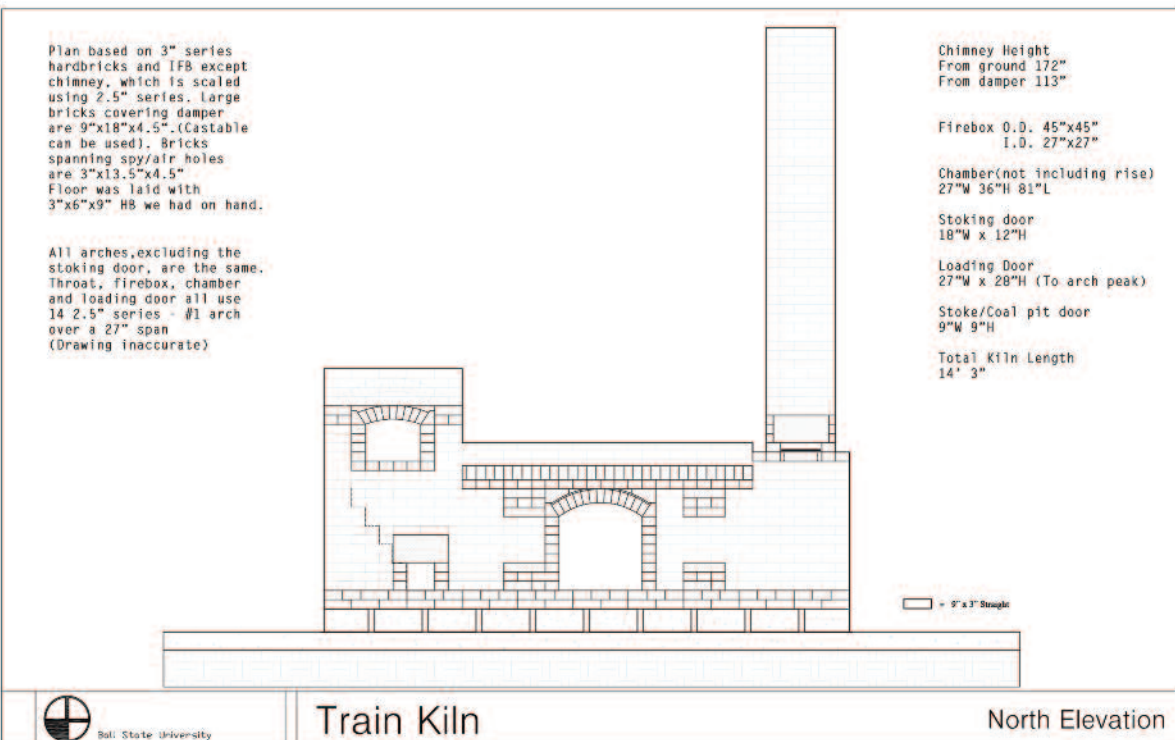 Plan based on 3" series
hardbricks and IFB except
chimney, which is scaled
using 2.5" series. Large
bricks covering damper
are 9"x18"x4.5".(Castable
can be used). Bricks
spanning spy/air holes
are 3"x13.5"x4.5"
Floor was laid with
3"x6"x9" HB we had on hand.
All arches,excluding the
stoking door, are the same.
Throat, firebox, chamber
and loading door all use
14 2.5" series - #1 arch
over a 27" span
(Drawing inaccurate)
Chimney Height
From ground 172"
From damper 113"
Firebox O.D. 45"x45"
I.D. 27"x27"
Chamber(not including rise)
27"W 36"H 81"L
Stoking door
18"W x 12"H
Loading Door
27"W x 28"H (To arch peak)
Stoke/Coal pit door
9"W 9"H
Total Kiln Length
14' 3"
= 9" x 3" Straight
Ball State University
Train Kiln
North Elevation